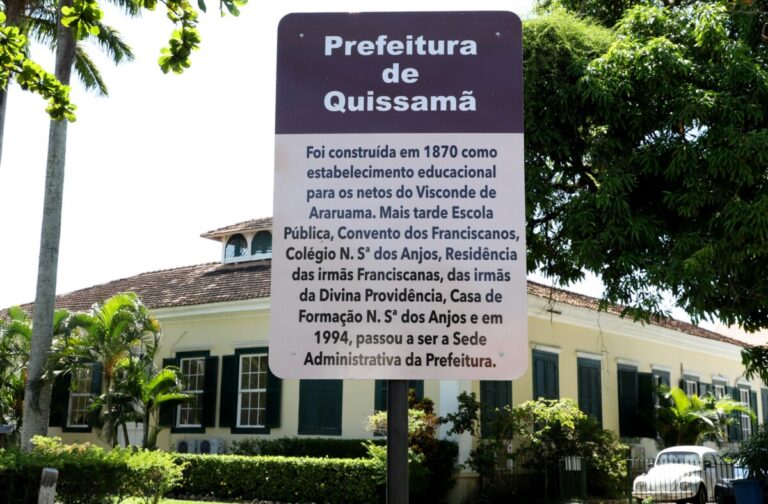 Prefeitura
de
Quissamã
Foi construída em 1870 como
estabelecimento educacional
para os netos do Visconde de
Araruama. Mais tarde Escola
Pública, Convento dos Franciscanos,
Colégio N. Sª dos Anjos, Residência
das irmãs Franciscanas, das irmãs
da Divina Providência, Casa de
Formação N. Sª dos Anjos e em
1994, passou a ser a Sede
Administrativa da Prefeitura.